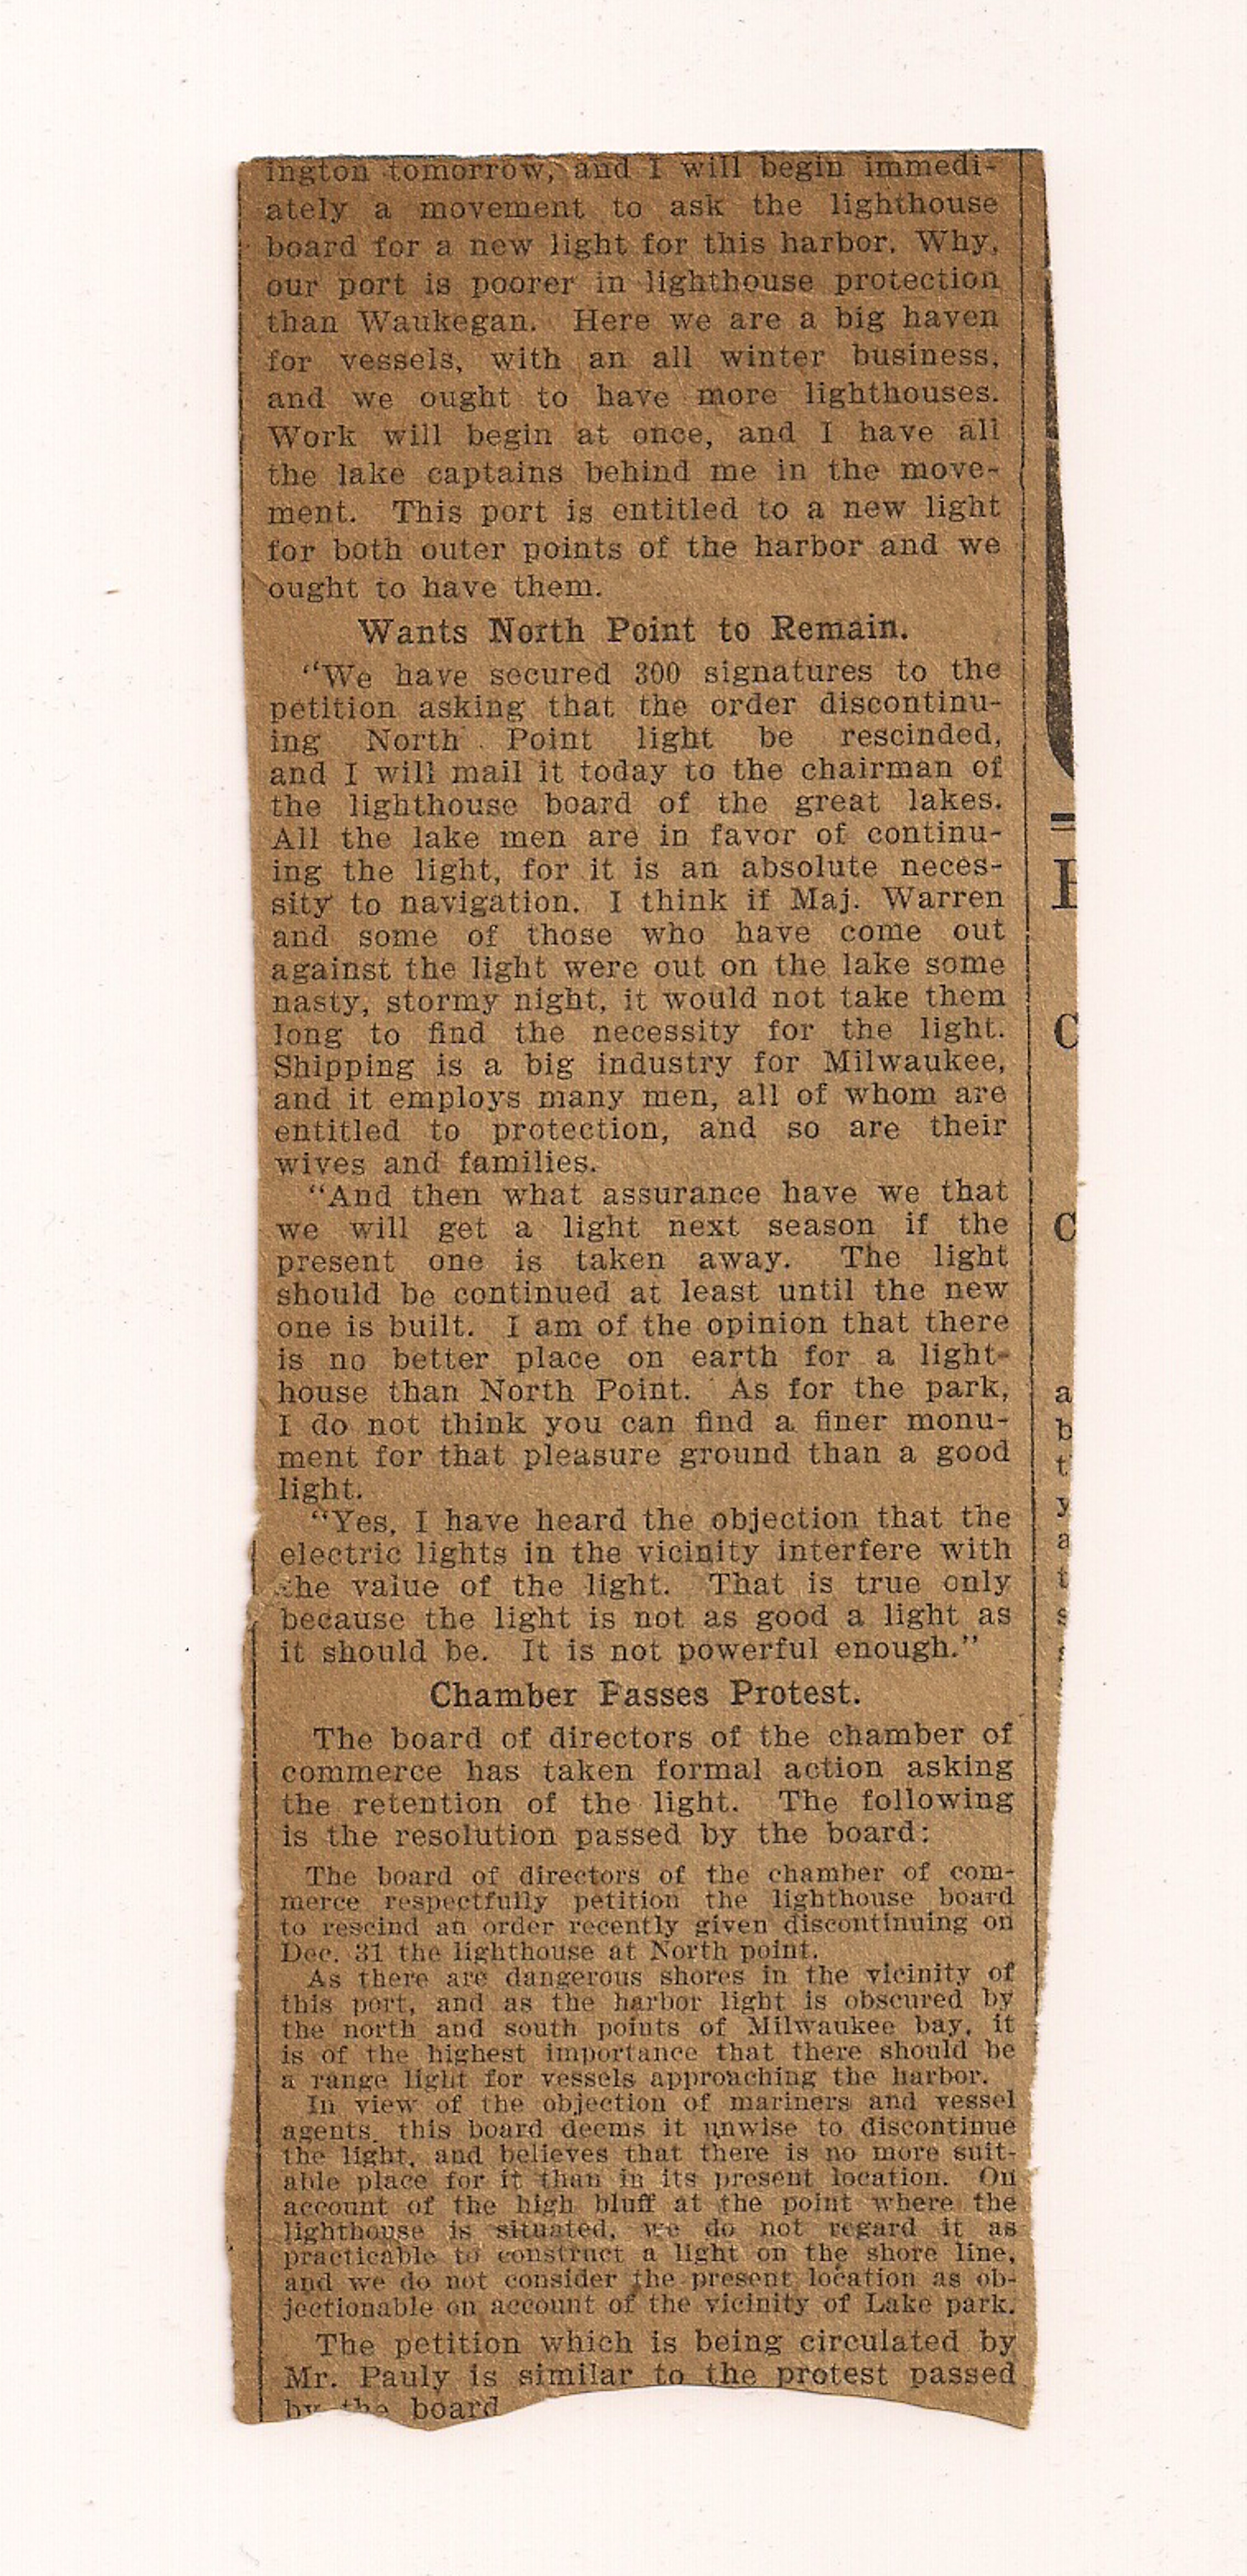 ington tomorrow, and I will begin immedi-
ately a movement to ask the lighthouse
board for a new light for this harbor. Why,
our port is poorer in lighthouse protection
than Waukegan. Here we are a big haven
for vessels, with an all winter business,
and we ought to have more lighthouses.
Work will begin at once, and I have all
the lake captains behind me in the move-
ment. This port is entitled to a new light
for both outer points of the harbor and we
ought to have them.
Wants North Point to Remain.
"We have secured 300 signatures to the
petition asking that the order discontinu-
ing North Point light be rescinded,
and I will mail it today to the chairman of
the lighthouse board of the great lakes.
All the lake men are in favor of continu-
ing the light, for it is an absolute neces-
sity to navigation. I think if Maj. Warren
and some of those who have come out
against the light were out on the lake some
nasty, stormy night, it would not take them
long to find the necessity for the light.
Shipping is a big industry for Milwaukee,
and it employs many men, all of whom are
entitled to protection, and so are their
wives and families.
"And then what assurance have we that
we will get a light next season if the
present one is taken away. The light
should be continued at least until the new
one is built. I am of the opinion that there
is no better place on earth for a light-
house than North Point. As for the park,
I do not think you can find a finer monu-
ment for that pleasure ground than a good
light.
"Yes, I have heard the objection that the
electric lights in the vicinity interfere with
the value of the light. That is true only
because the light is not as good a light as
it should be. It is not powerful enough."
Chamber Passes Protest.
The board of directors of the chamber of
commerce has taken formal action asking
the retention of the light. The following
is the resolution passed by the board:
The board of directors of the chamber of com-
merce respectfully petition the lighthouse board
to rescind an order recently given discontinuing on
Dec. 31 the lighthouse at North point.
As there are dangerous shores in the vicinity of
this port, and as the harbor light is obscured by
the north and south points of Milwaukee bay, it
is of the highest importance that there should be
a range light for vessels approaching the harbor.
In view of the objection of mariners and vessel
agents, this board deems it unwise to discontinue
the light, and believes that there is no more suit-
able place for it than in its present location. On
account of the high bluff at the point where the
lighthouse is situated, we do not regard it as
practicable to construct a light on the shore line,
and we do not consider the present location as ob-
jectionable on account of the vicinity of Lake park.
The petition which is being circulated by
Mr. Pauly is similar to the protest passed
by the board
C
C
a
b
t
y
a
t
s